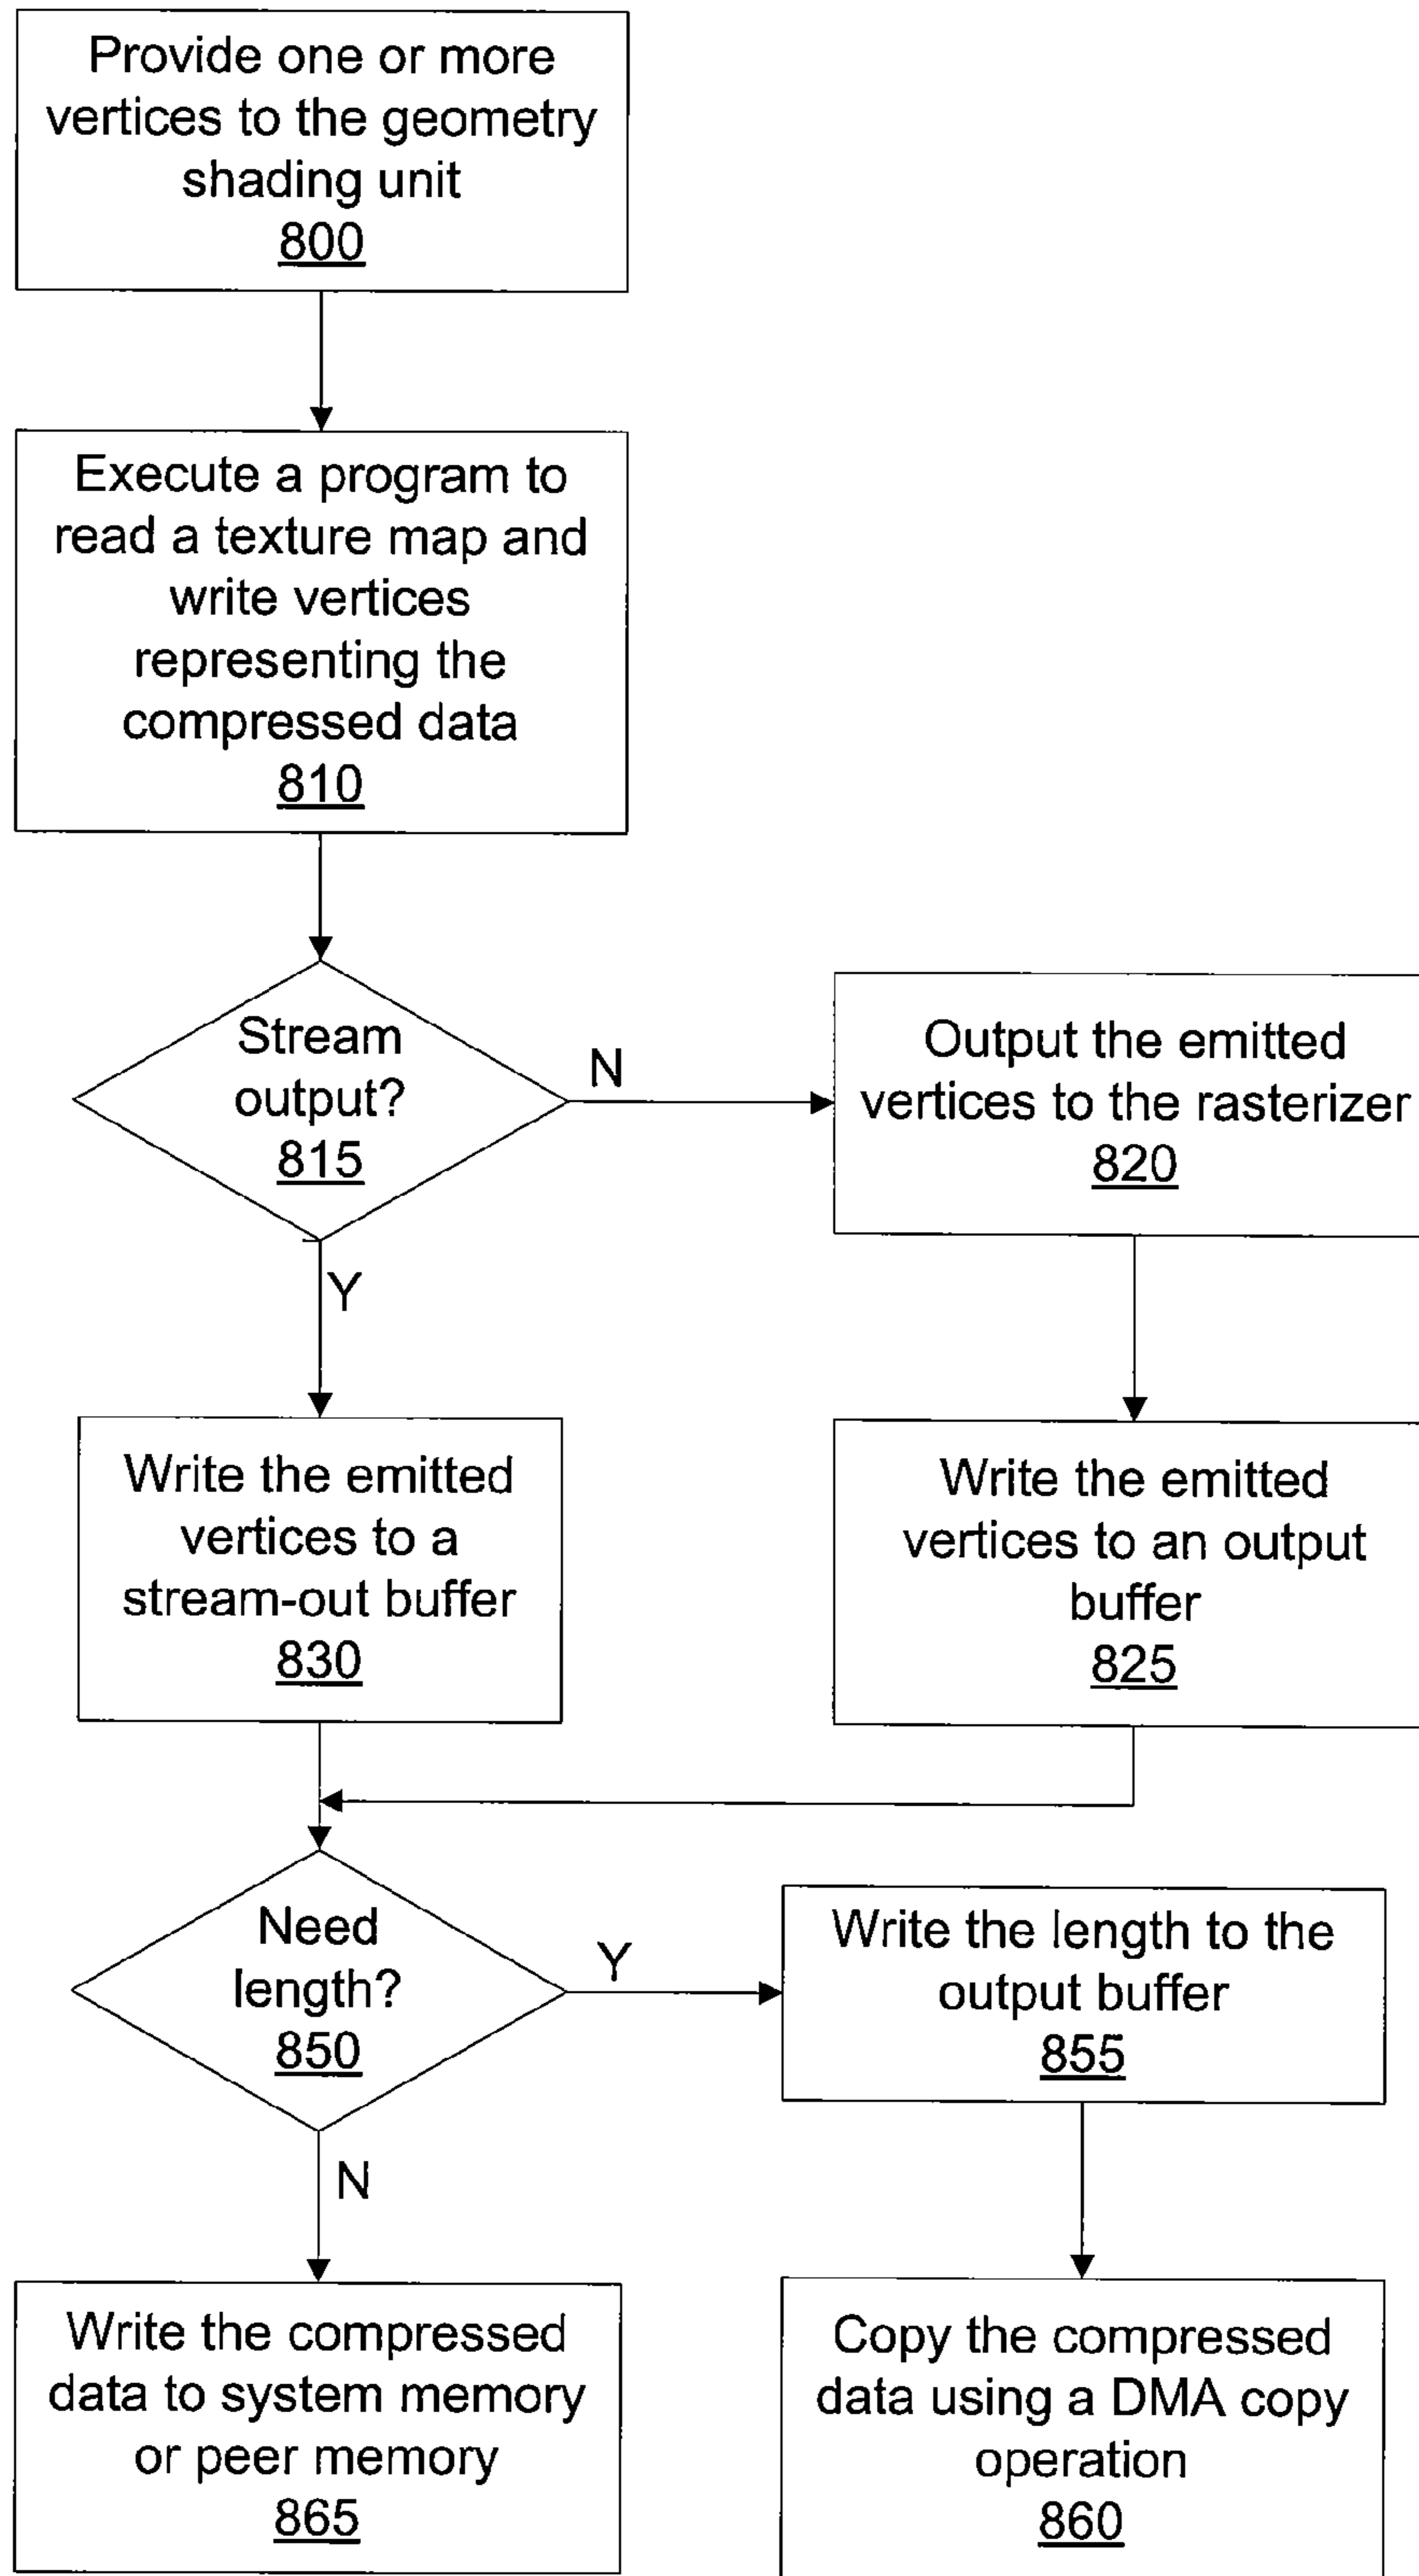 Provide one or more
vertices to the geometry
shading unit
800
Execute a program to
read a texture map and
write vertices
representing the
compressed data
810
Stream
output?
815
N
Output the emitted
vertices to the rasterizer
820
Y
Write the emitted
vertices to a
stream-out buffer
830
Write the emitted
vertices to an output
buffer
825
Need
length?
850
Y
Write the length to the
output buffer
855
N
Write the compressed
data to system memory
or peer memory
865
Copy the compressed
data using a DMA copy
operation
860